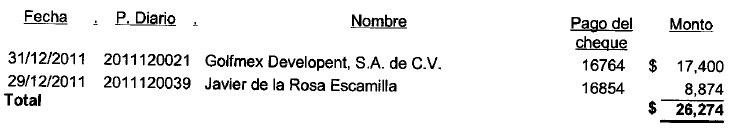 Fecha . P. Diario . Nombre Pago del cheque Monto
31/12/2011 2011120021 Golfmex Developent, S.A. de C.V. 16764 $ 17,400
29/12/2011 2011120039 Javier de la Rosa Escamilla 16854 8,874
Total $ 26,274